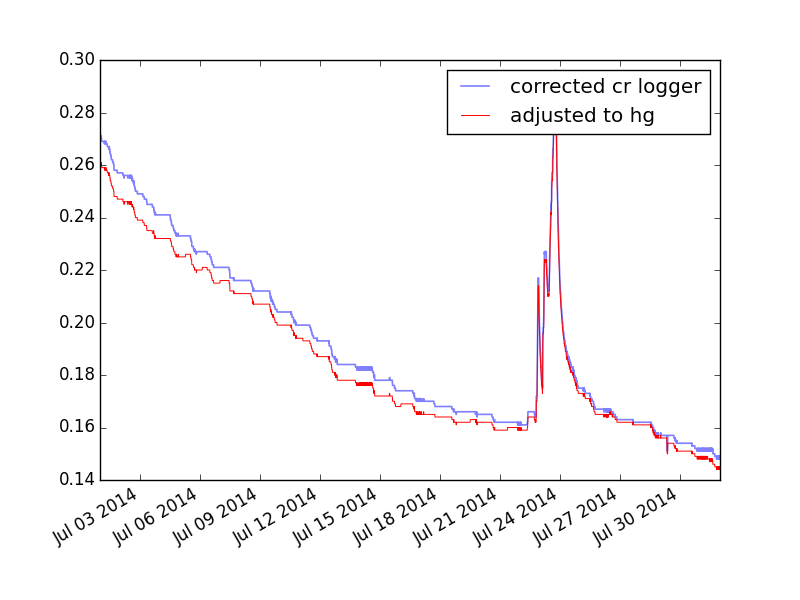 0.30
0.28
0.26
0.24
0.22
0.20
0.18
0.16
0.14
corrected cr logger
adjusted to hg
Jul 03 2014
Jul 06 2014
Jul 09 2014
Jul 12 2014
Jul 15 2014
Jul 18 2014
Jul 21 2014
Jul 24 2014
Jul 27 2014
Jul 30 2014